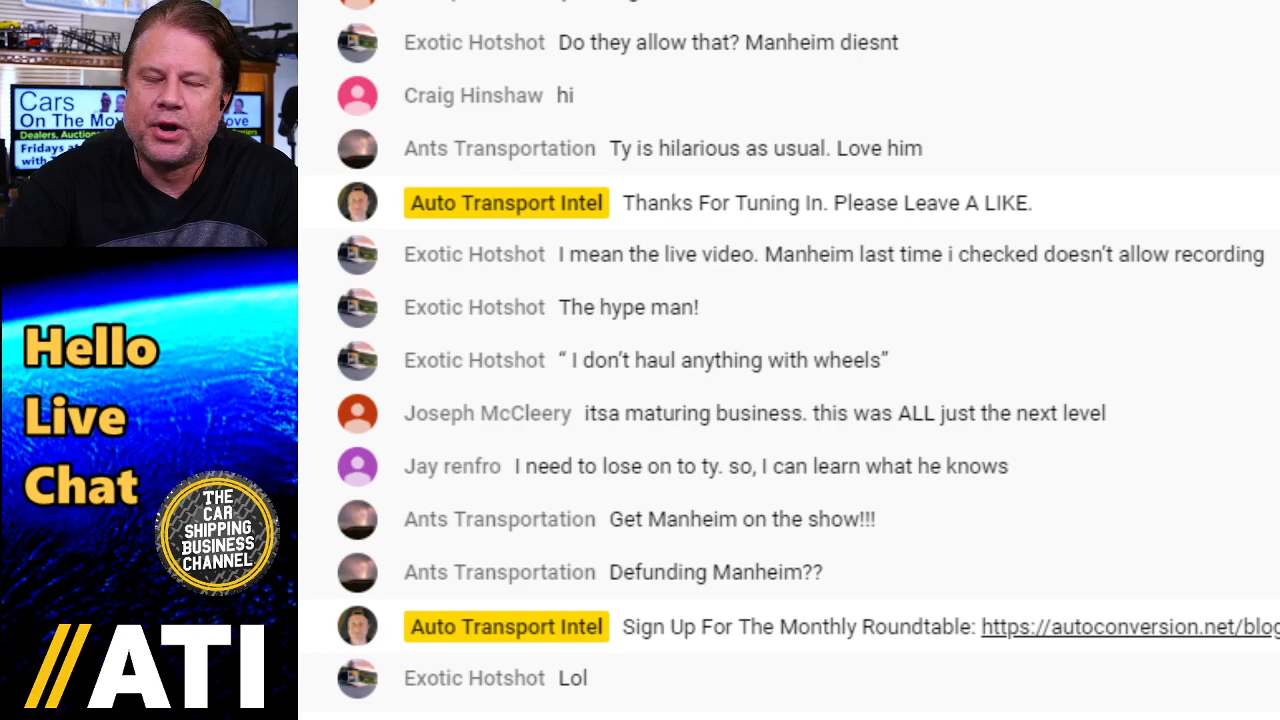 Cars
On The Mo
ove
Dealers, Auction
Fridays a
with T
Hello
Live
Chat
THE
CAR
SHIPPING
BUSINESS
CHANNEL
//ATI
Exotic Hotshot Do they allow that? Manheim diesnt
Craig Hinshaw hi
Ants Transportation Ty is hilarious as usual. Love him
Auto Transport Intel Thanks For Tuning In. Please Leave A LIKE.
Exotic Hotshot I mean the live video. Manheim last time i checked doesn’t allow recording
Exotic Hotshot The hype man!
Exotic Hotshot “ I don’t haul anything with wheels”
Joseph McCleery itsa maturing business. this was ALL just the next level
Jay renfro I need to lose on to ty. so, I can learn what he knows
Ants Transportation Get Manheim on the show!!!
Ants Transportation Defunding Manheim??
Auto Transport Intel Sign Up For The Monthly Roundtable: https://autoconversion.net/blog
Exotic Hotshot Lol